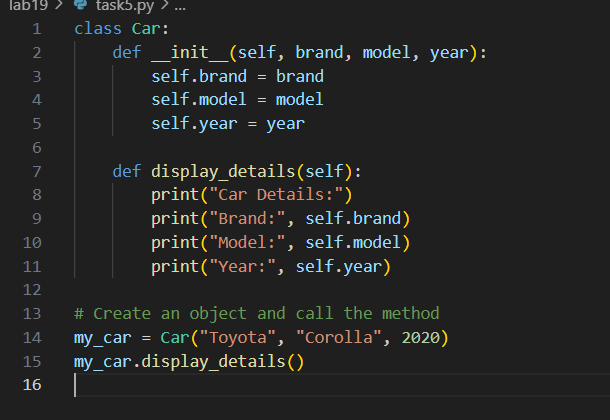 lab19 > task5.py > ...
1 class Car:
2     def __init__(self, brand, model, year):
3         self.brand = brand
4         self.model = model
5         self.year = year
6
7     def display_details(self):
8         print("Car Details:")
9         print("Brand:", self.brand)
10         print("Model:", self.model)
11         print("Year:", self.year)
12
13 # Create an object and call the method
14 my_car = Car("Toyota", "Corolla", 2020)
15 my_car.display_details()
16